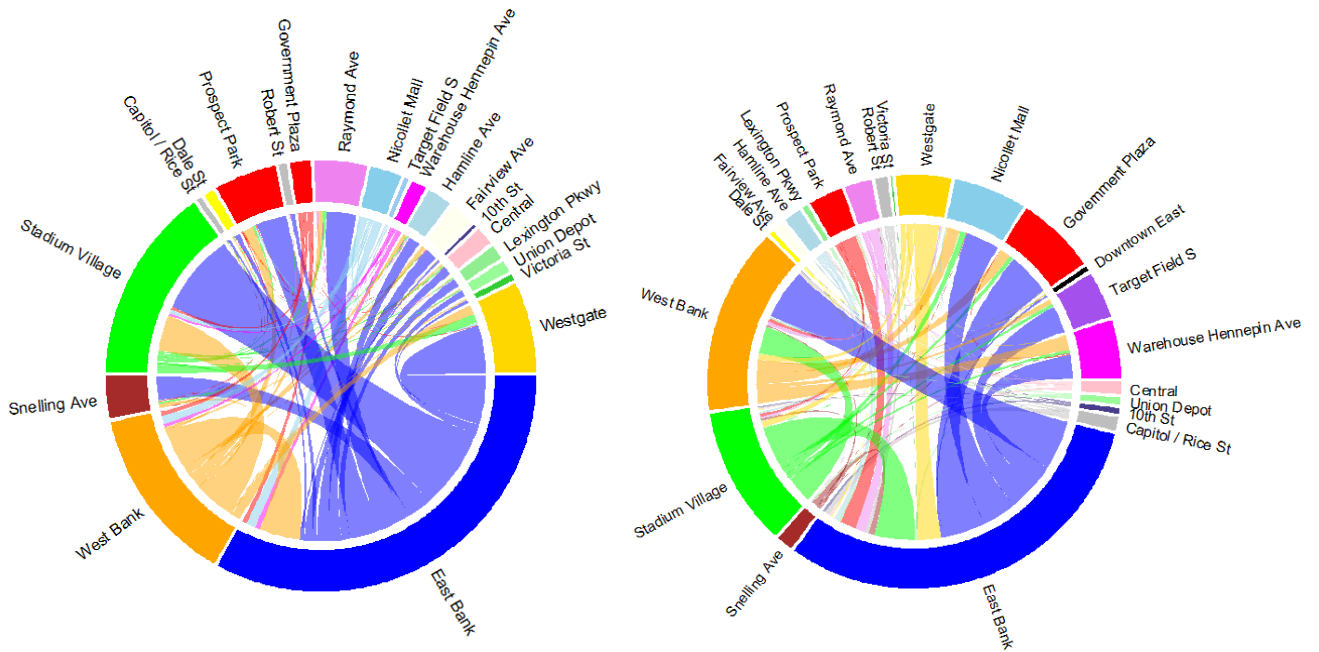 Stadium Village
Capitol / Rice St
Dale St
Prospect Park
Robert St
Government Plaza
Raymond Ave
Nicollet Mall
Target Field S
Warehouse Hennepin Ave
Hamline Ave
Fairview Ave
10th St
Central
Lexington Pkwy
Union Depot
Victoria St
Westgate
East Bank
West Bank
Snelling Ave
West Bank
Dale St
Fairview Ave
Hamline Ave
Lexington Pkwy
Prospect Park
Raymond Ave
Robert St
Victoria St
Westgate
Nicollet Mall
Government Plaza
Downtown East
Target Field S
Warehouse Hennepin Ave
Central
Union Depot
10th St
Capitol / Rice St
East Bank
Snelling Ave
Stadium Village